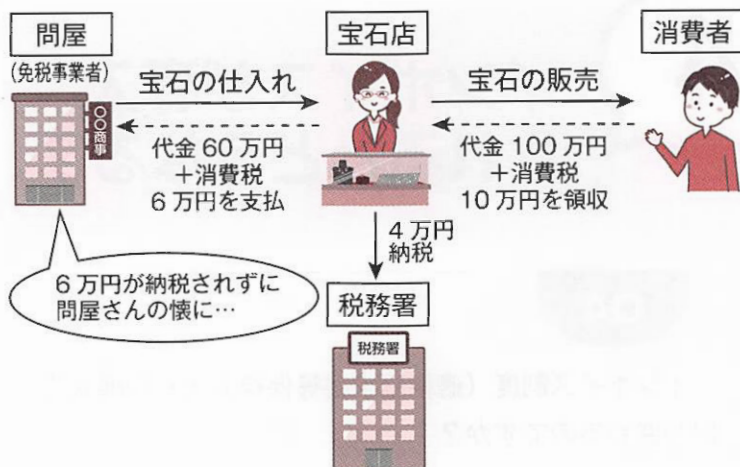 問屋
(免税事業者)
宝石店
消費者
宝石の仕入れ
宝石の販売
〇〇商事
代金 60 万円
+消費税
6 万円を支払
代金 100 万円
+消費税
10 万円を領収
4 万円
納税
6 万円が納税されずに
問屋さんの懐に…
税務署
税務署